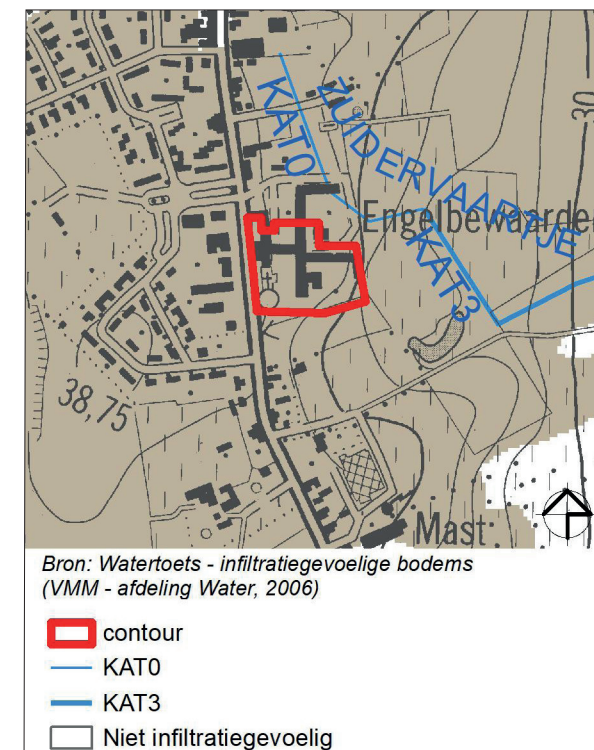 KAT0
ZUIDERVAARTJE
30
Engelbewaarde
KAT3
38,75
Mast
Bron: Watertoets - infiltratiegevoelige bodems
(VMM - afdeling Water, 2006)
contour
KAT0
KAT3
Niet infiltratiegevoelig